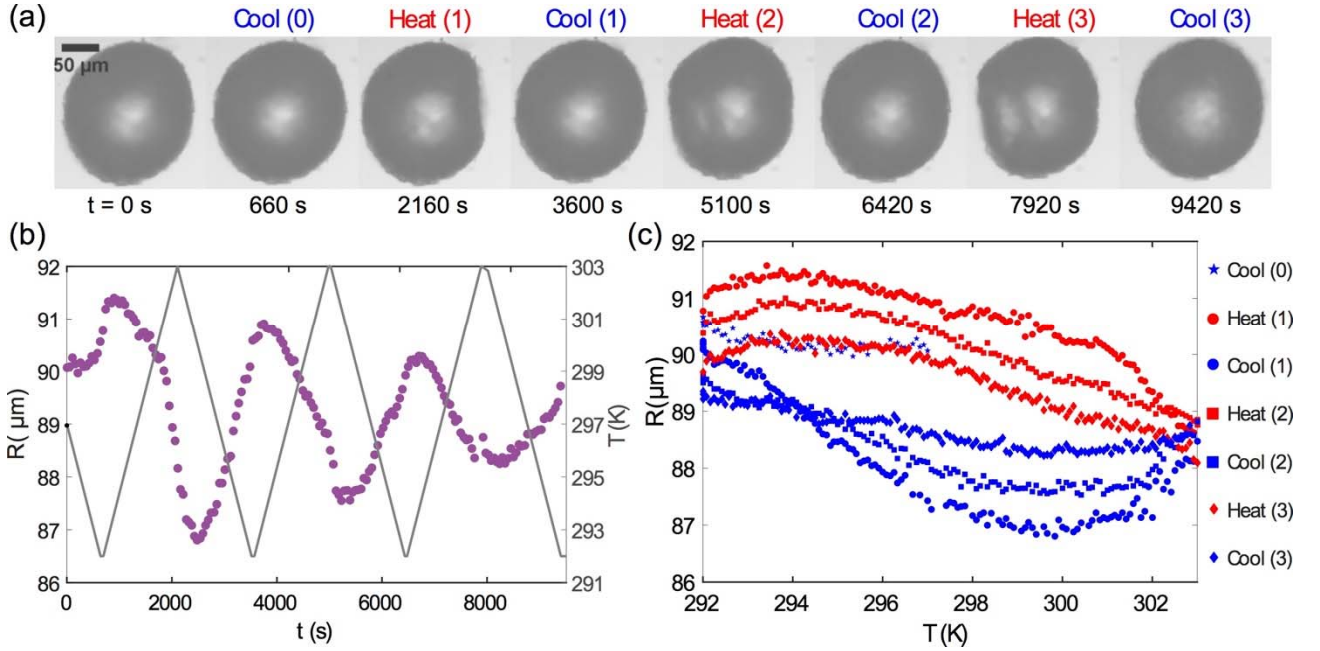 (a)
Cool (0) Heat (1) Cool (1) Heat (2) Cool (2) Heat (3) Cool (3)
50 μm
t = 0 s 660 s 2160 s 3600 s 5100 s 6420 s 7920 s 9420 s
(b)
92
91
90
89
88
87
86
R( μm)
303
301
299
297
295
293
291
T(K)
0 2000 4000 6000 8000
t (s)
(c)
92
91
90
89
88
87
86
R(μm)
292 294 296 298 300 302
T(K)
Cool (0)
Heat (1)
Cool (1)
Heat (2)
Cool (2)
Heat (3)
Cool (3)